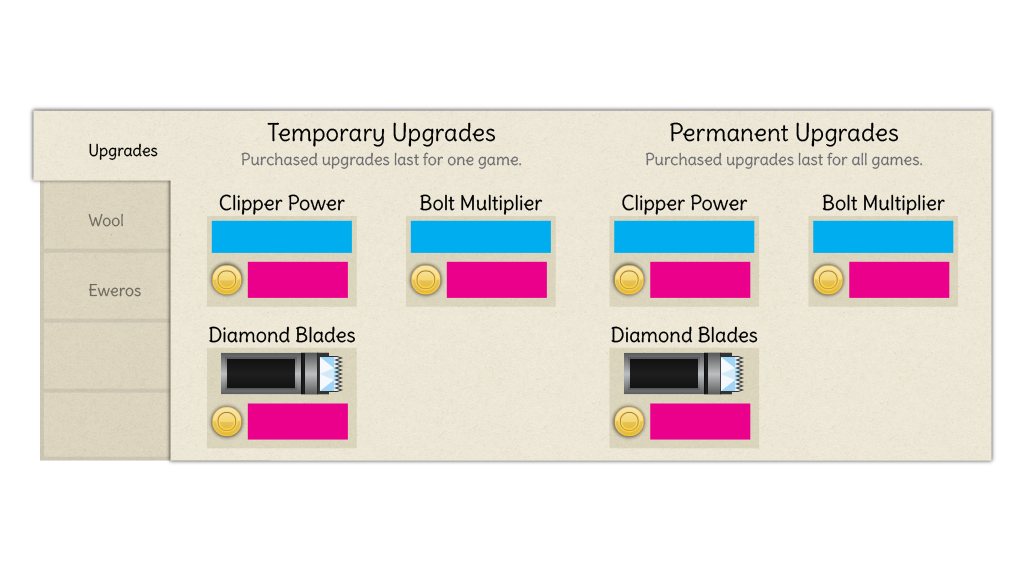 Upgrades
Wool
Eweros
Temporary Upgrades
Purchased upgrades last for one game.
Clipper Power
Bolt Multiplier
Diamond Blades
Permanent Upgrades
Purchased upgrades last for all games.
Clipper Power
Bolt Multiplier
Diamond Blades